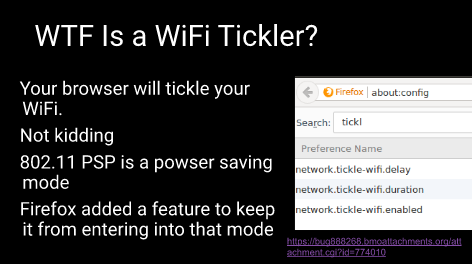 WTF Is a WiFi Tickler?
Your browser will tickle your
WiFi.
Not kidding
802.11 PSP is a powser saving
mode
Firefox added a feature to keep
it from entering into that mode
Firefox about:config
Search: tickl
Preference Name
network.tickle-wifi.delay
network.tickle-wifi.duration
network.tickle-wifi.enabled
https://bug888268.bmoattachments.org/att
achment.cgi?id=774010